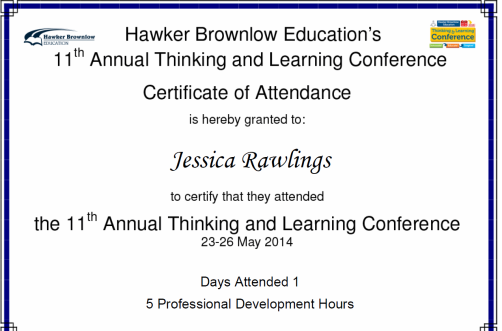 Hawker Brownlow
EDUCATION
Thinking & Learning
Conference
Hawker Brownlow Education's
11th Annual Thinking and Learning Conference
Certificate of Attendance
is hereby granted to:
Jessica Rawlings
to certify that they attended
the 11th Annual Thinking and Learning Conference
23-26 May 2014
Days Attended 1
5 Professional Development Hours